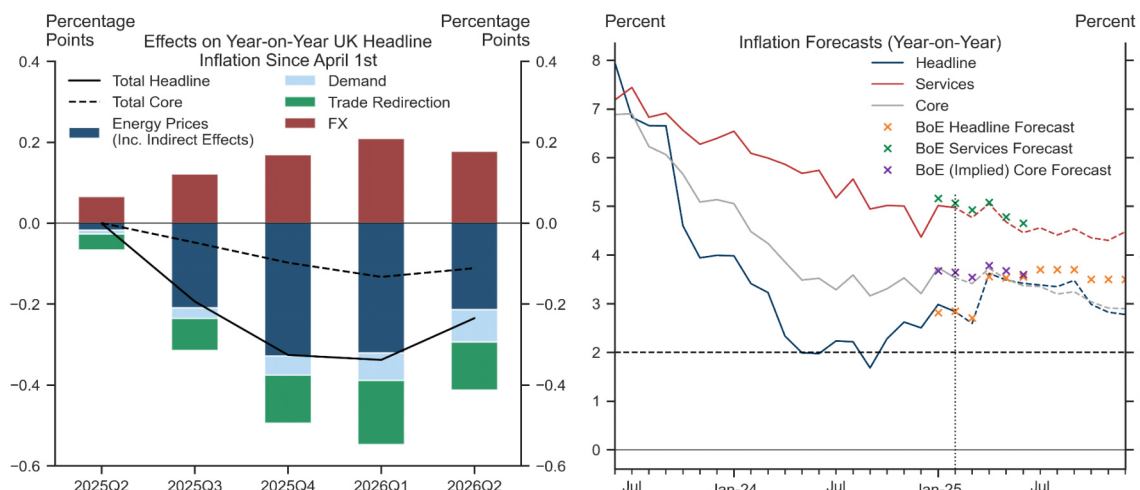 Percentage
Points
Percentage
Points
Effects on Year-on-Year UK Headline
Inflation Since April 1st
0.4
0.2
0.0
−0.2
−0.4
−0.6
Total Headline
Total Core
Energy Prices
(Inc. Indirect Effects)
Demand
Trade Redirection
FX
0.4
0.2
0.0
−0.2
−0.4
−0.6
2025Q2
2025Q3
2025Q4
2026Q1
2026Q2
Percent
Percent
Inflation Forecasts (Year-on-Year)
Headline
Services
Core
BoE Headline Forecast
BoE Services Forecast
BoE (Implied) Core Forecast
8
7
6
5
4
3
2
1
0
Jul
Jan-24
Jul
Jan-25
Jul